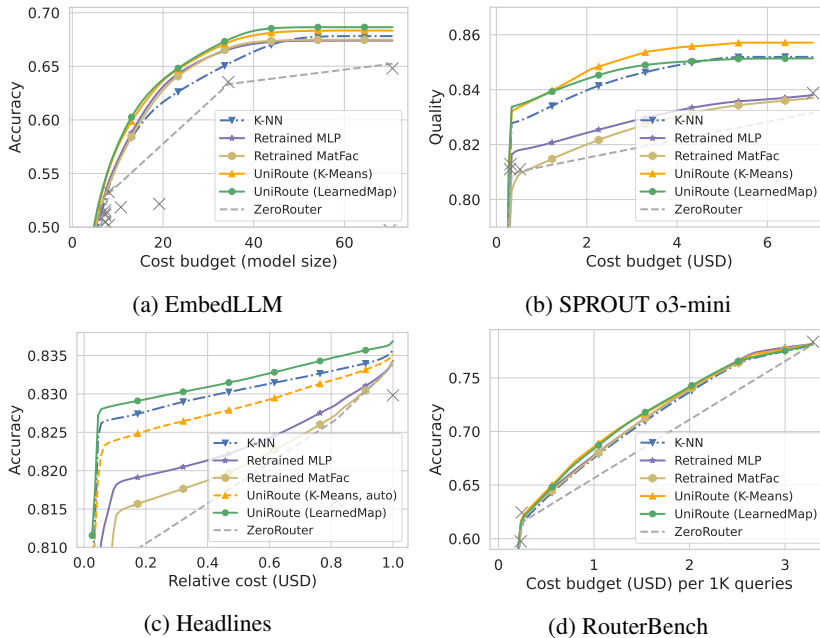 0.70
0.65
0.60
0.55
0.50
Accuracy
K-NN
Retrained MLP
Retrained MatFac
UniRoute (K-Means)
UniRoute (LearnedMap)
ZeroRouter
0 20 40 60
Cost budget (model size)
(a) EmbedLLM
0.86
0.84
0.82
0.80
Quality
K-NN
Retrained MLP
Retrained MatFac
UniRoute (K-Means)
UniRoute (LearnedMap)
ZeroRouter
0 2 4 6
Cost budget (USD)
(b) SPROUT o3-mini
0.835
0.830
0.825
0.820
0.815
0.810
Accuracy
K-NN
Retrained MLP
Retrained MatFac
UniRoute (K-Means, auto)
UniRoute (LearnedMap)
ZeroRouter
0.0 0.2 0.4 0.6 0.8 1.0
Relative cost (USD)
(c) Headlines
0.75
0.70
0.65
0.60
Accuracy
K-NN
Retrained MLP
Retrained MatFac
UniRoute (K-Means)
UniRoute (LearnedMap)
ZeroRouter
0 1 2 3
Cost budget (USD) per 1K queries
(d) RouterBench